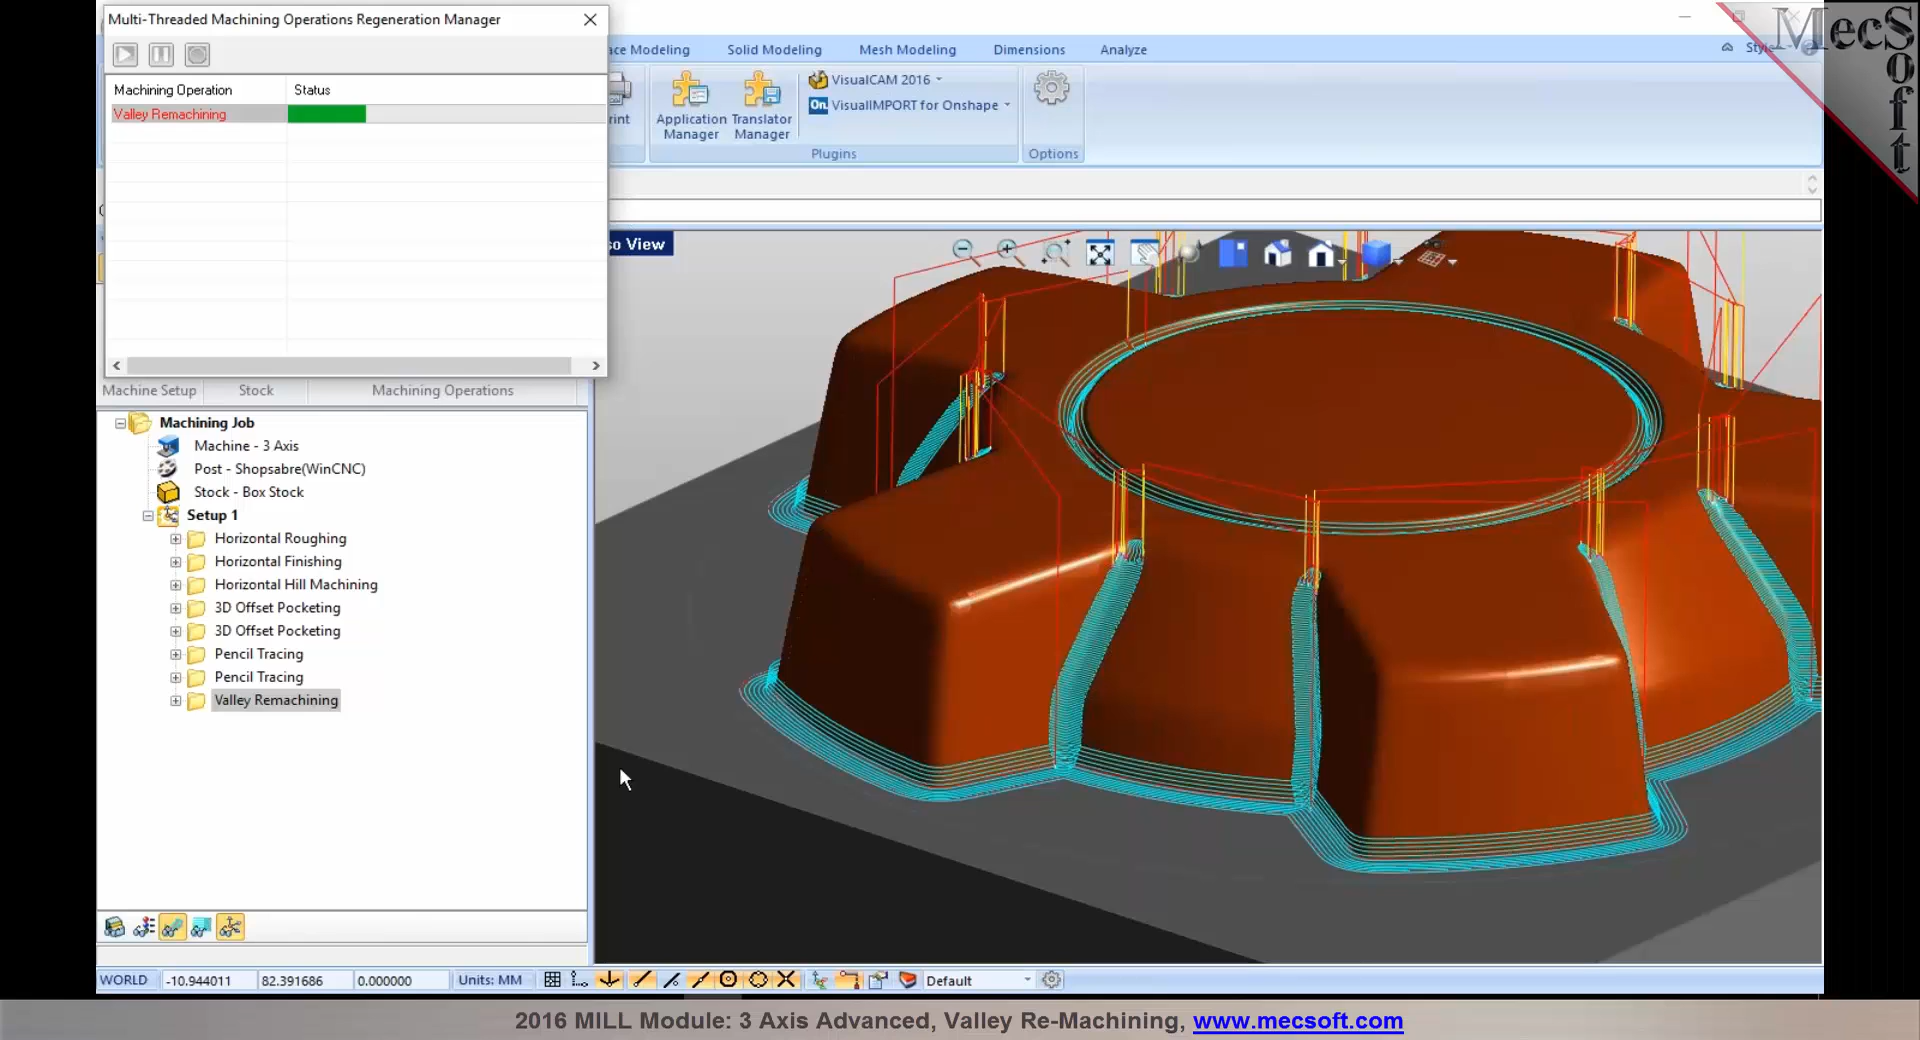 Multi-Threaded Machining Operations Regeneration Manager
Machining Operation Status
Valley Remachining
ce Modeling Solid Modeling Mesh Modeling Dimensions Analyze
rint
Application Manager
Translator Manager
VisualCAM 2016
On VisualIMPORT for Onshape
Plugins
Options
MecSoft
so View
Machine Setup Stock Machining Operations
Machining Job
Machine - 3 Axis
Post - Shopsabre(WinCNC)
Stock - Box Stock
Setup 1
Horizontal Roughing
Horizontal Finishing
Horizontal Hill Machining
3D Offset Pocketing
3D Offset Pocketing
Pencil Tracing
Pencil Tracing
Valley Remachining
WORLD -10.944011 82.391686 0.000000 Units: MM Default
2016 MILL Module: 3 Axis Advanced, Valley Re-Machining, www.mecsoft.com